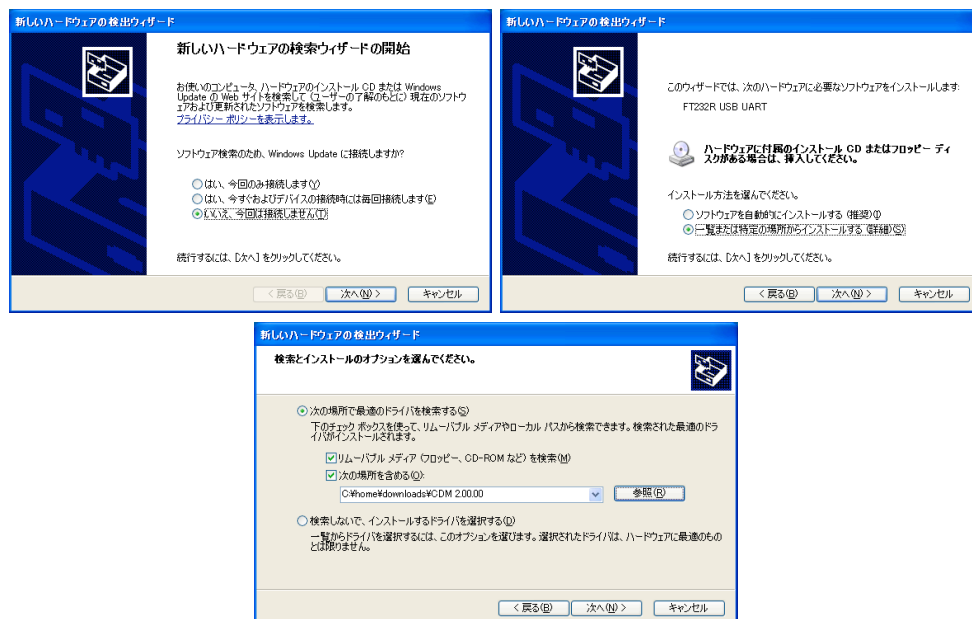 新しいハードウェアの検出ウィザード
新しいハードウェアの検索ウィザードの開始
お使いのコンピュータ、ハードウェアのインストール CD または Windows
Update の Web サイトを検索して (ユーザーの了解のもとに) 現在のソフトウ
ェアおよび更新されたソフトウェアを検索します。
プライバシー ポリシーを表示します。
ソフトウェア検索のため、Windows Update に接続しますか?
はい、今回のみ接続します(Y)
はい、今すぐおよびデバイスの接続時には毎回接続します(E)
いいえ、今回は接続しません(T)
続行するには、[次へ] をクリックしてください。
< 戻る(B)
次へ(N) >
キャンセル
新しいハードウェアの検出ウィザード
このウィザードでは、次のハードウェアに必要なソフトウェアをインストールします:
FT232R USB UART
ハードウェアに付属のインストール CD またはフロッピー ディ
スクがある場合は、挿入してください。
インストール方法を選んでください。
ソフトウェアを自動的にインストールする (推奨)(I)
一覧または特定の場所からインストールする (詳細)(S)
続行するには、[次へ] をクリックしてください。
< 戻る(B)
次へ(N) >
キャンセル
新しいハードウェアの検出ウィザード
検索とインストールのオプションを選んでください。
次の場所で最適のドライバを検索する(S)
下のチェック ボックスを使って、リムーバブル メディアやローカル パスから検索できます。検索された最適のドラ
イバがインストールされます。
リムーバブル メディア (フロッピー、CD-ROM など) を検索(M)
次の場所を含める(O):
C:¥home¥downloads¥CDM 2.00.00
参照(R)
検索しないで、インストールするドライバを選択する(D)
一覧からドライバを選択するには、このオプションを選びます。選択されたドライバは、ハードウェアに最適のもの
とは限りません。
< 戻る(B)
次へ(N) >
キャンセル